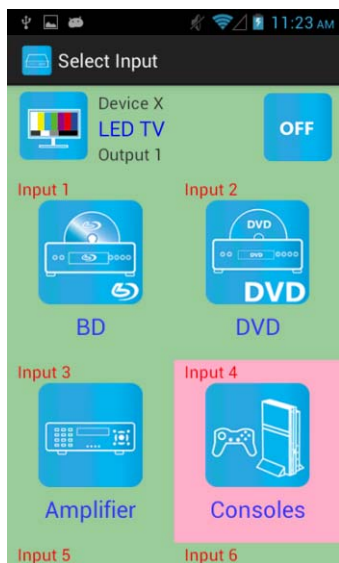 11:23 AM
Select Input
Device X
LED TV
Output 1
OFF
Input 1
Input 2
DVD
DVD
DVD
BD
DVD
Input 3
Input 4
Amplifier
Consoles
Input 5
Input 6